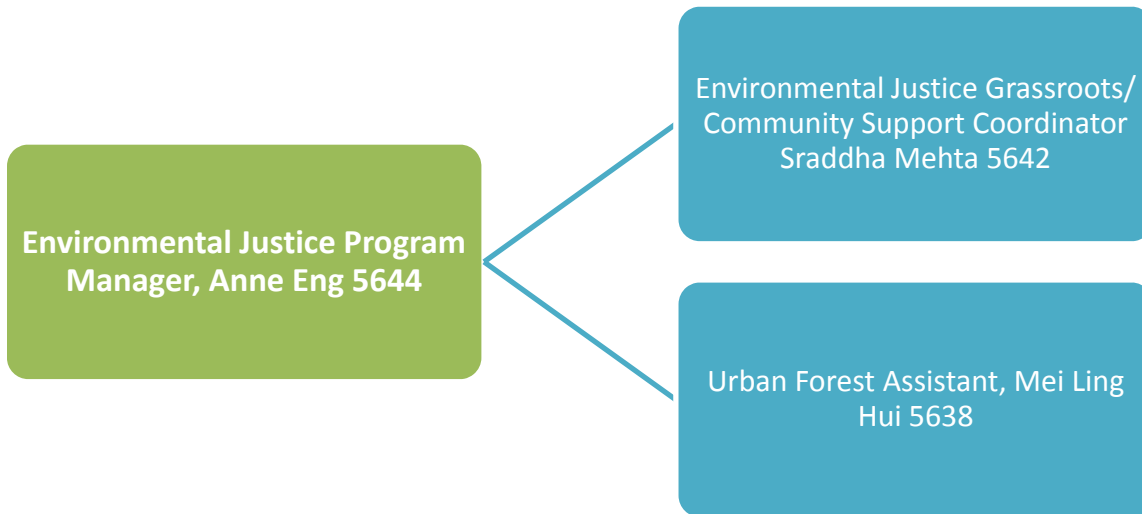 Environmental Justice Program
Manager, Anne Eng 5644
Environmental Justice Grassroots/
Community Support Coordinator
Sraddha Mehta 5642
Urban Forest Assistant, Mei Ling
Hui 5638